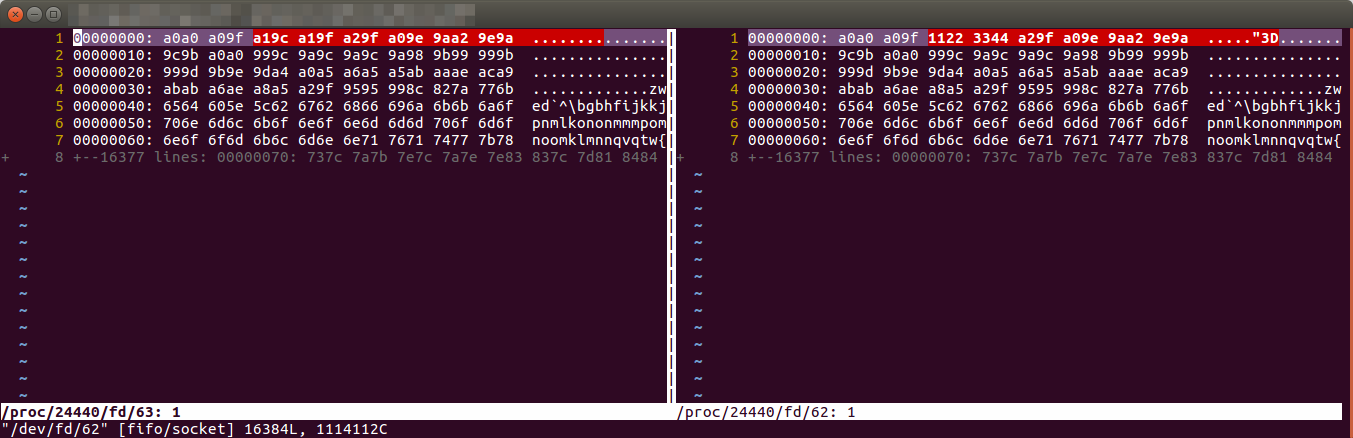 1 00000000: a0a0 a09f a19c a19f a29f a09e 9aa2 9e9a  ...............
2 00000010: 9c9b a0a0 999c 9a9c 9a9c 9a98 9b99 999b  ...............
3 00000020: 999d 9b9e 9da4 a0a5 a6a5 a5ab aaae aca9  ...............
4 00000030: abab a6ae a8a5 a29f 9595 998c 827a 776b  .............zw
5 00000040: 6564 605e 5c62 6762 6866 696a 6b6b 6a6f  ed`^\bgbhfijkkj
6 00000050: 706e 6d6c 6b6f 6e6f 6e6d 6d6d 706f 6d6f  pnmlkononmmmpom
7 00000060: 6e6f 6f6d 6b6c 6d6e 6e71 7671 7477 7b78  noomklmnnqvqtw{
+ 8 +--16377 lines: 00000070: 737c 7a7b 7e7c 7a7e 7e83 837c 7d81 8484
~
~
~
~
~
~
~
~
~
~
~
~
~
~
/proc/24440/fd/63: 1
1 00000000: a0a0 a09f 1122 3344 a29f a09e 9aa2 9e9a  ....."3D.......
2 00000010: 9c9b a0a0 999c 9a9c 9a9c 9a98 9b99 999b  ...............
3 00000020: 999d 9b9e 9da4 a0a5 a6a5 a5ab aaae aca9  ...............
4 00000030: abab a6ae a8a5 a29f 9595 998c 827a 776b  .............zw
5 00000040: 6564 605e 5c62 6762 6866 696a 6b6b 6a6f  ed`^\bgbhfijkkj
6 00000050: 706e 6d6c 6b6f 6e6f 6e6d 6d6d 706f 6d6f  pnmlkononmmmpom
7 00000060: 6e6f 6f6d 6b6c 6d6e 6e71 7671 7477 7b78  noomklmnnqvqtw{
+ 8 +--16377 lines: 00000070: 737c 7a7b 7e7c 7a7e 7e83 837c 7d81 8484
~
~
~
~
~
~
~
~
~
~
~
~
~
~
/proc/24440/fd/62: 1
"/dev/fd/62" [fifo/socket] 16384L, 1114112C